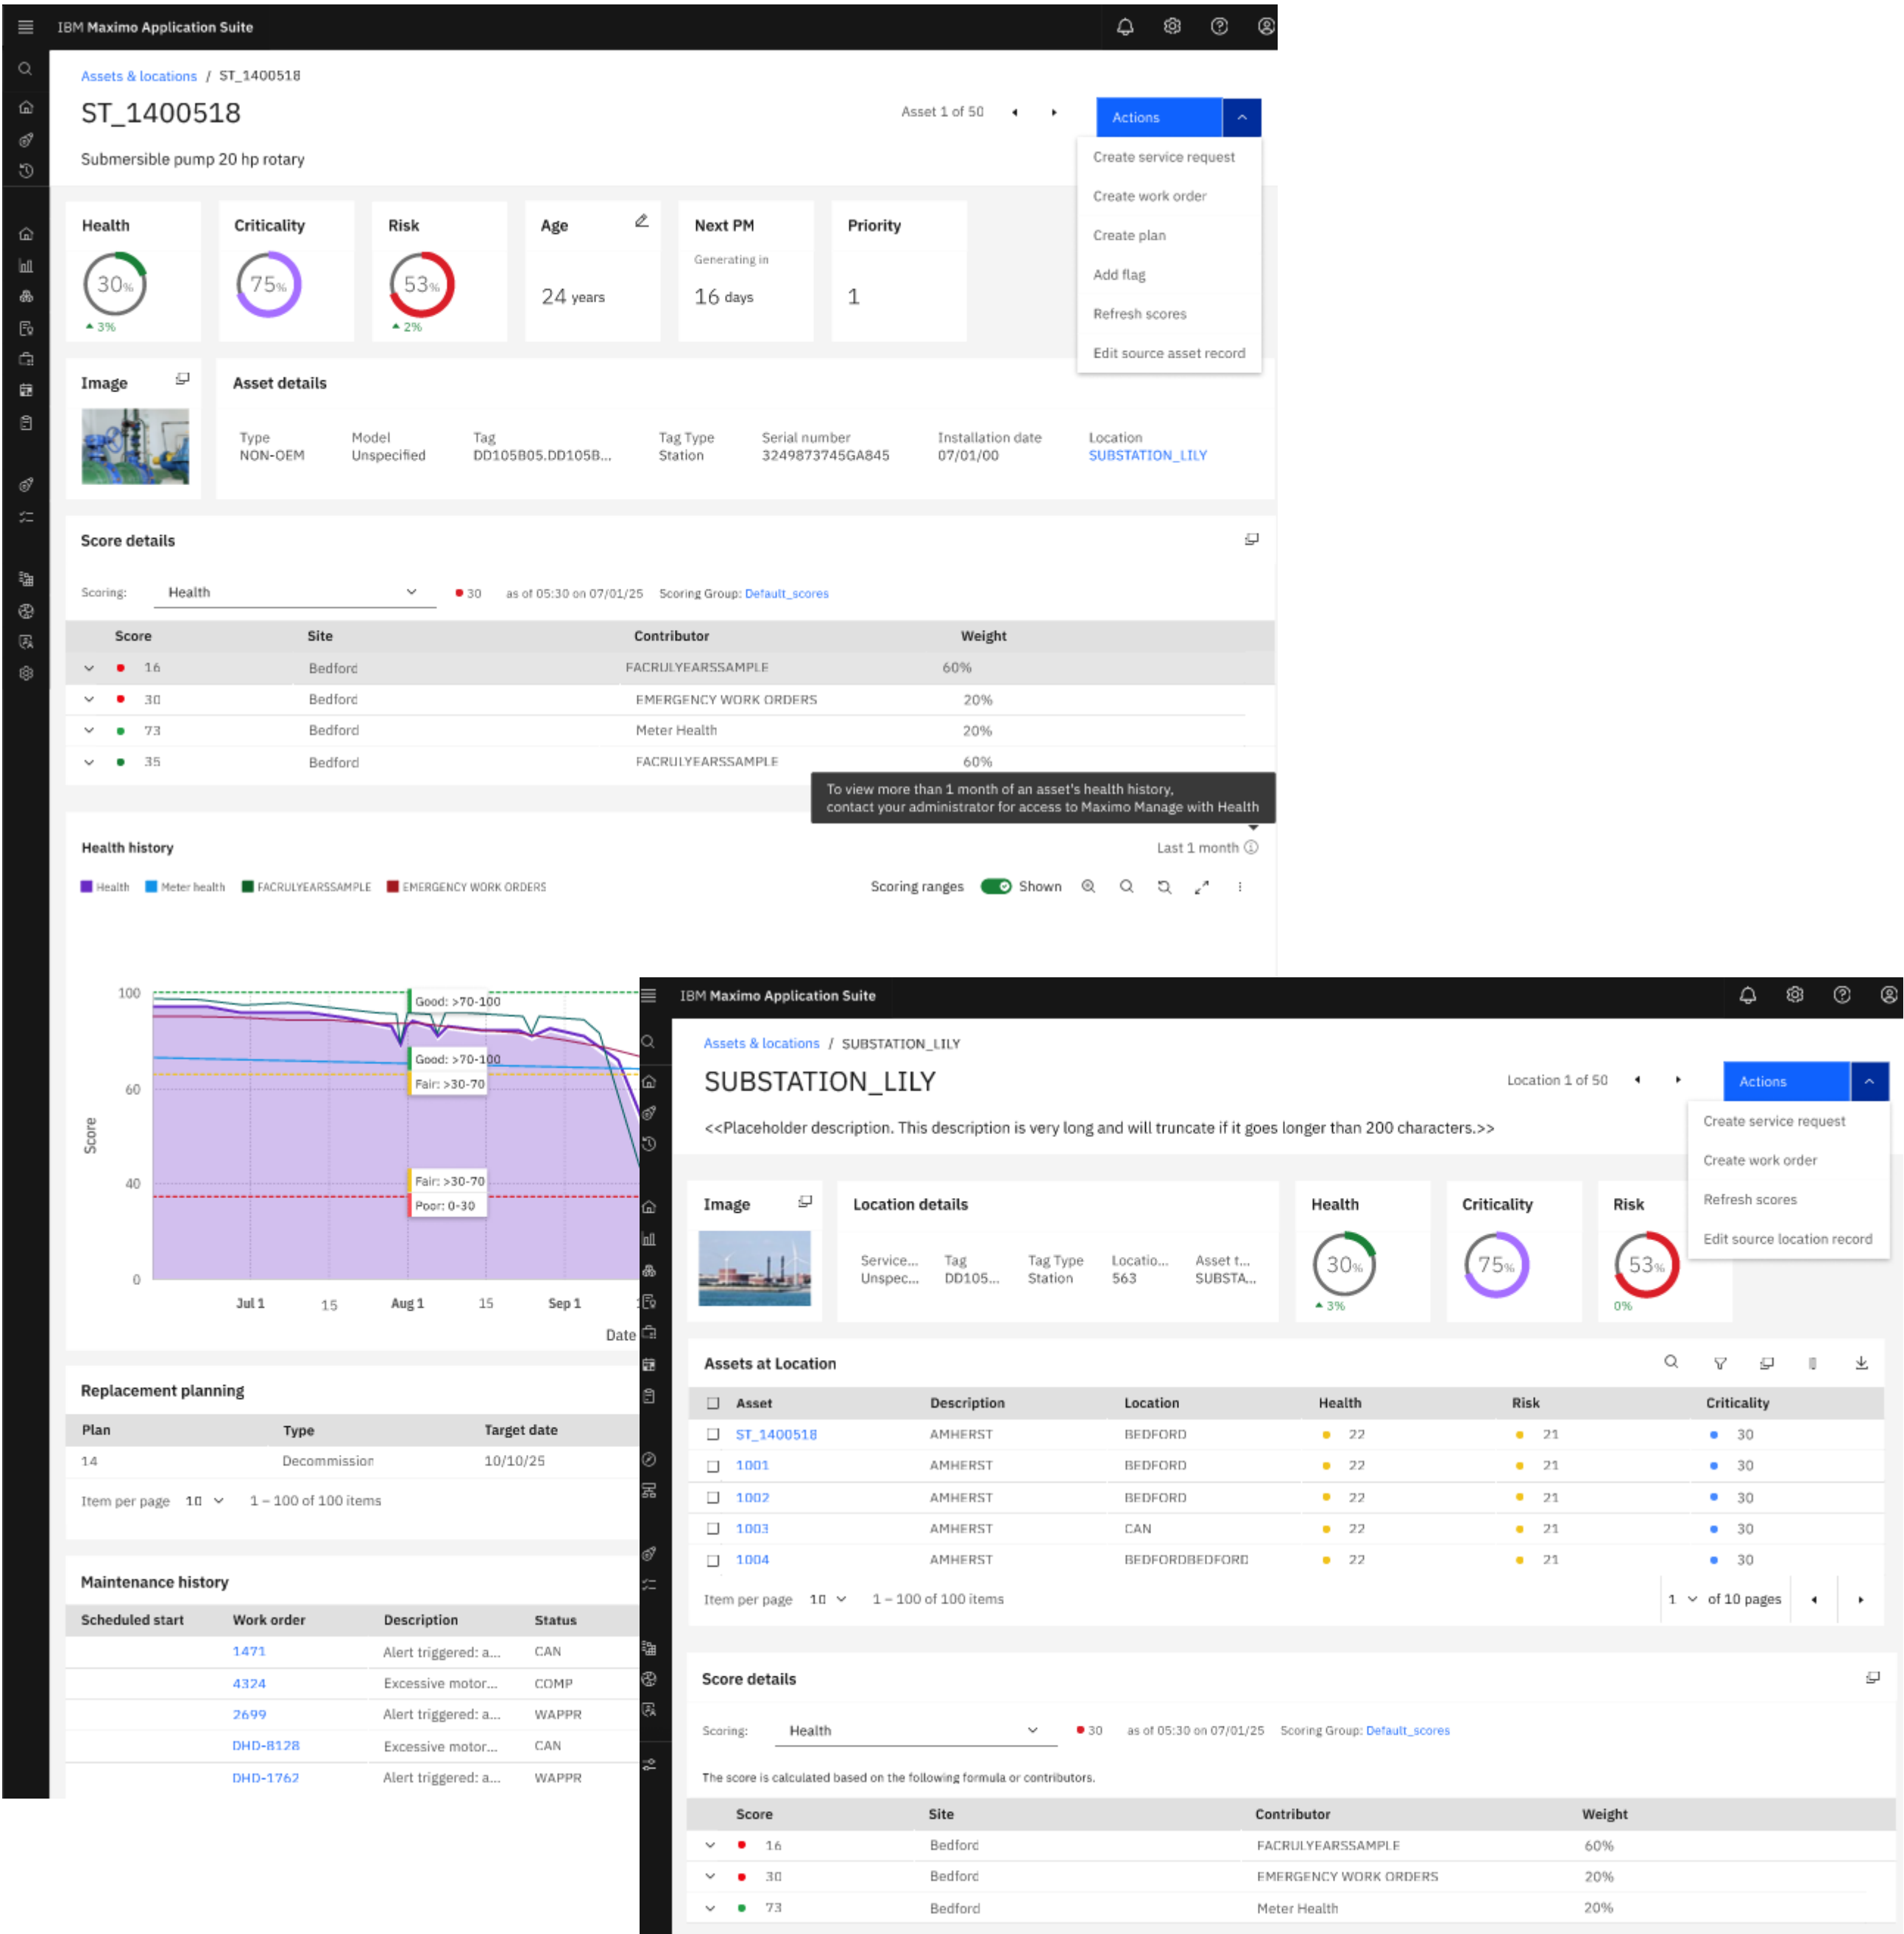 IBM Maximo Application Suite
Assets & locations / ST_1400518
ST_1400518
Asset 1 of 50
Actions
Submersible pump 20 hp rotary
Create service request
Create work order
Create plan
Add flag
Refresh scores
Edit source asset record
Health
Criticality
Risk
Age
Next PM
Priority
Generating in
30%
75%
53%
24 years
16 days
1
3%
2%
Image
Asset details
Type
Model
Tag
Tag Type
Serial number
Installation date
Location
NON-OEM
Unspecified
DD105B05.DD105B...
Station
3249873745GA845
07/01/00
SUBSTATION_LILY
Score details
Scoring: Health 30 as of 05:30 on 07/01/25 Scoring Group: Default_scores
Score Site Contributor Weight
16 Bedford FACRULYEARSSAMPLE 60%
30 Bedford EMERGENCY WORK ORDERS 20%
73 Bedford Meter Health 20%
35 Bedford FACRULYEARSSAMPLE 60%
To view more than 1 month of an asset's health history,
contact your administrator for access to Maximo Manage with Health
Health history
Last 1 month
Health Meter health FACRULYEARSSAMPLE EMERGENCY WORK ORDERS
Scoring ranges Shown
100
Good: >70-100
Good: >70-100
Fair: >30-70
60
Score
Fair: >30-70
40
Poor: 0-30
0
Jul 1 15 Aug 1 15 Sep 1
Date
Replacement planning
Plan Type Target date
14 Decommission 10/10/25
Item per page 10 1 – 100 of 100 items
Maintenance history
Scheduled start Work order Description Status
1471 Alert triggered: a... CAN
4324 Excessive motor... COMP
2699 Alert triggered: a... WAPPR
DHD-8128 Excessive motor... CAN
DHD-1762 Alert triggered: a... WAPPR
IBM Maximo Application Suite
Assets & locations / SUBSTATION_LILY
SUBSTATION_LILY
Location 1 of 50
Actions
<<Placeholder description. This description is very long and will truncate if it goes longer than 200 characters.>>
Create service request
Create work order
Refresh scores
Edit source location record
Image
Location details
Health
Criticality
Risk
Service... Tag Tag Type Locatio... Asset t...
Unspec... DD105... Station 563 SUBSTA...
30%
75%
53%
3%
0%
Assets at Location
Asset Description Location Health Risk Criticality
ST_1400518 AMHERST BEDFORD 22 21 30
1001 AMHERST BEDFORD 22 21 30
1002 AMHERST BEDFORD 22 21 30
1003 AMHERST CAN 22 21 30
1004 AMHERST BEDFORDBEDFORD 22 21 30
Item per page 10 1 – 100 of 100 items
1 of 10 pages
Score details
Scoring: Health 30 as of 05:30 on 07/01/25 Scoring Group: Default_scores
The score is calculated based on the following formula or contributors.
Score Site Contributor Weight
16 Bedford FACRULYEARSSAMPLE 60%
30 Bedford EMERGENCY WORK ORDERS 20%
73 Bedford Meter Health 20%